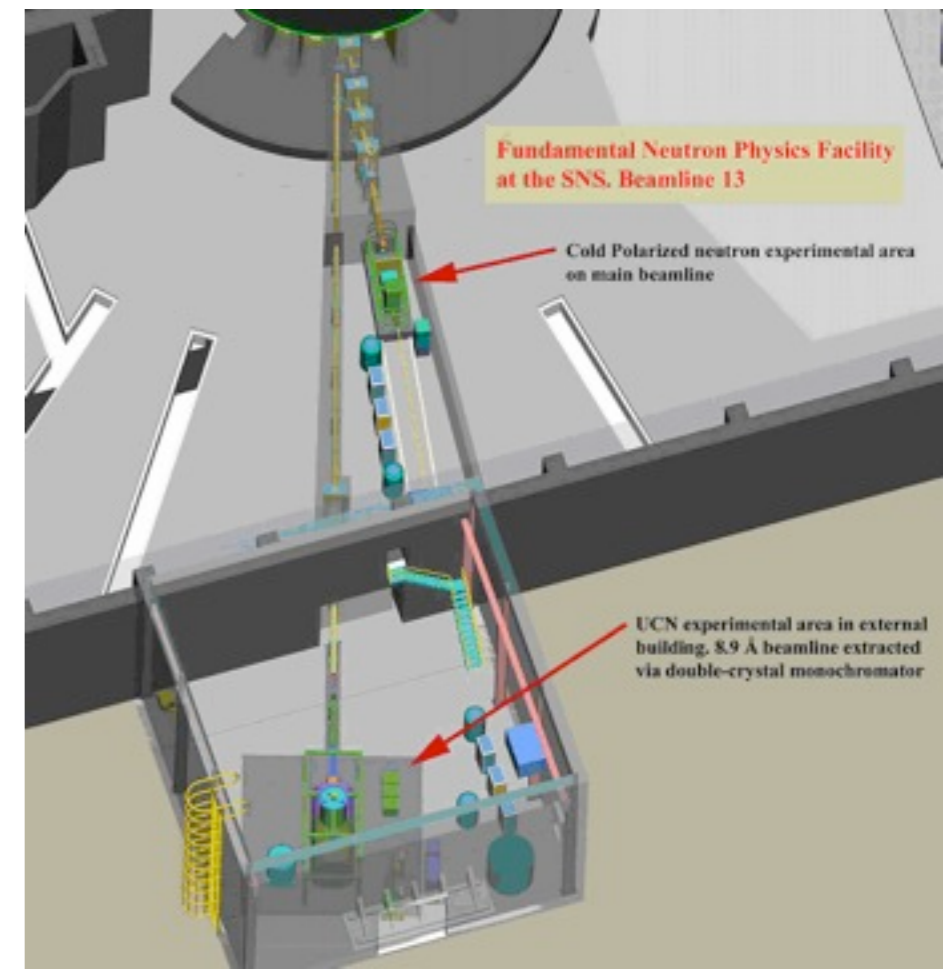 Fundamental Neutron Physics Facility
at the SNS. Beamline 13
Cold Polarized neutron experimental area
on main beamline
UCN experimental area in external
building. 8.9 Å beamline extracted
via double-crystal monochromator